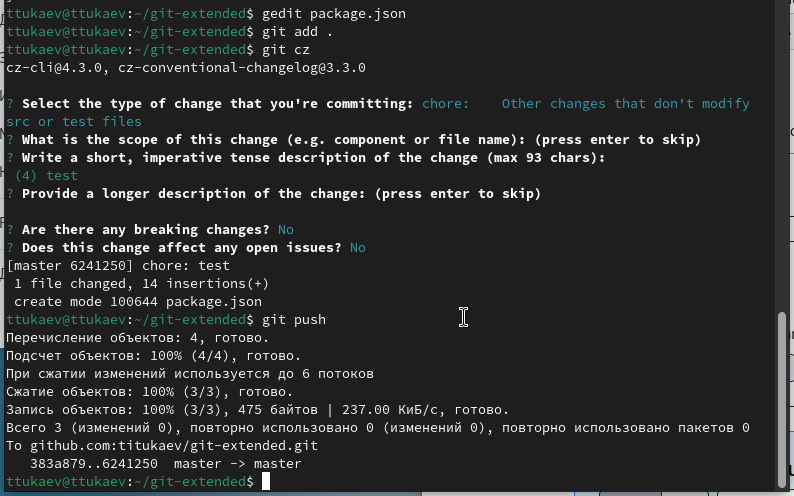 ttukaev@ttukaev:~/git-extended$ gedit package.json
ttukaev@ttukaev:~/git-extended$ git add .
ttukaev@ttukaev:~/git-extended$ git cz
cz-cli@4.3.0, cz-conventional-changelog@3.3.0
? Select the type of change that you're committing: chore:    Other changes that don't modify
src or test files
? What is the scope of this change (e.g. component or file name): (press enter to skip)
? Write a short, imperative tense description of the change (max 93 chars):
 (4) test
? Provide a longer description of the change: (press enter to skip)
? Are there any breaking changes? No
? Does this change affect any open issues? No
[master 6241250] chore: test
 1 file changed, 14 insertions(+)
 create mode 100644 package.json
ttukaev@ttukaev:~/git-extended$ git push
Перечисление объектов: 4, готово.
Подсчет объектов: 100% (4/4), готово.
При сжатии изменений используется до 6 потоков
Сжатие объектов: 100% (3/3), готово.
Запись объектов: 100% (3/3), 475 байтов | 237.00 КиБ/с, готово.
Всего 3 (изменений 0), повторно использовано 0 (изменений 0), повторно использовано пакетов 0
To github.com:titukaev/git-extended.git
   383a879..6241250  master -> master
ttukaev@ttukaev:~/git-extended$